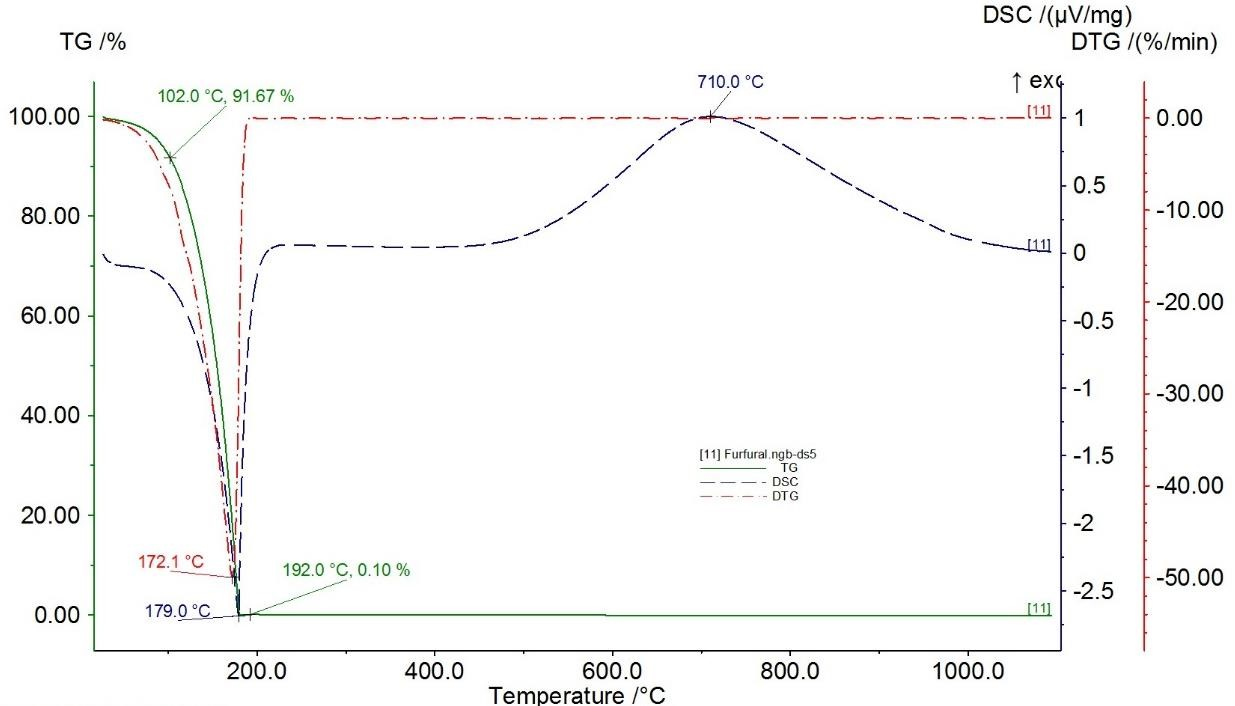 DSC /(µV/mg)
TG /%
DTG /(%/min)
↑ exo
710.0 °C
102.0 °C, 91.67 %
[11]
100.00
1
0.00
80.00
0.5
-10.00
[11]
0
60.00
-0.5
-20.00
-1
-30.00
40.00
-1.5
[11] Furfural.ngb-ds5
TG
DSC
DTG
-40.00
20.00
-2
172.1 °C
192.0 °C, 0.10 %
-50.00
-2.5
179.0 °C
0.00
[11]
200.0
400.0
600.0
800.0
1000.0
Temperature /°C